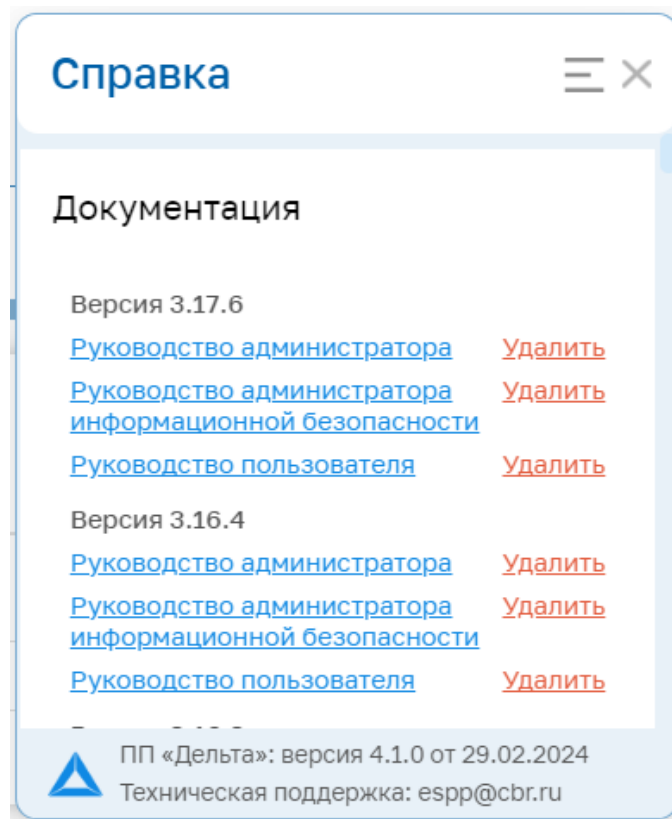 Справка
Документация
Версия 3.17.6
Руководство администратора Удалить
Руководство администратора Удалить
информационной безопасности
Руководство пользователя Удалить
Версия 3.16.4
Руководство администратора Удалить
Руководство администратора Удалить
информационной безопасности
Руководство пользователя Удалить
ПП «Дельта»: версия 4.1.0 от 29.02.2024
Техническая поддержка: espp@cbr.ru